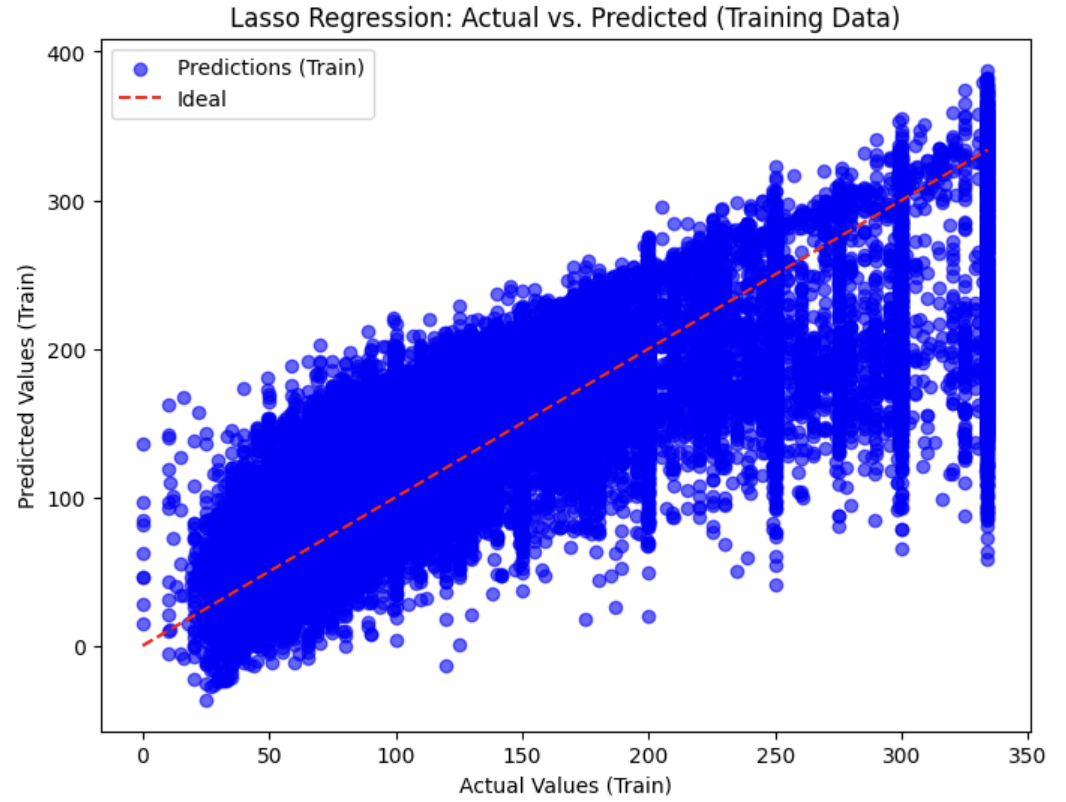 Lasso Regression: Actual vs. Predicted (Training Data)
Predictions (Train)
Ideal
400
300
200
100
0
Predicted Values (Train)
0 50 100 150 200 250 300 350
Actual Values (Train)